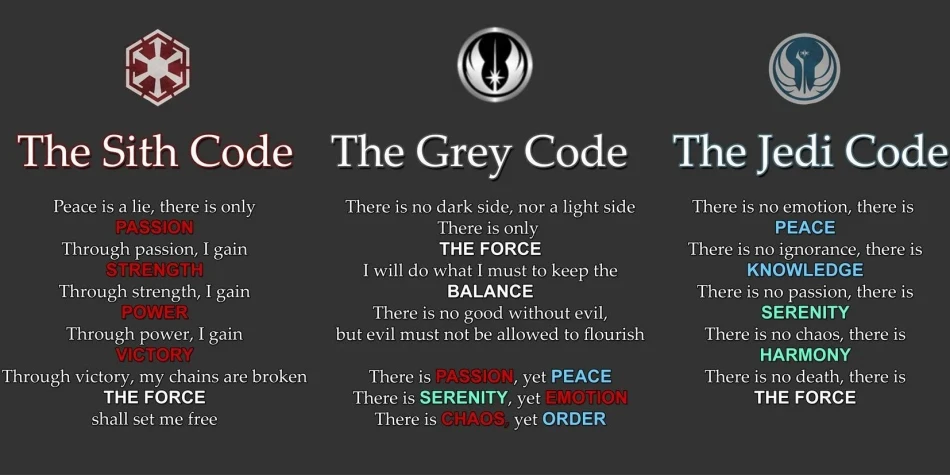 The Sith Code
Peace is a lie, there is only
PASSION
Through passion, I gain
STRENGTH
Through strength, I gain
POWER
Through power, I gain
VICTORY
Through victory, my chains are broken
THE FORCE
shall set me free
The Grey Code
There is no dark side, nor a light side
There is only
THE FORCE
I will do what I must to keep the
BALANCE
There is no good without evil,
but evil must not be allowed to flourish
There is PASSION, yet PEACE
There is SERENITY, yet EMOTION
There is CHAOS, yet ORDER
The Jedi Code
There is no emotion, there is
PEACE
There is no ignorance, there is
KNOWLEDGE
There is no passion, there is
SERENITY
There is no chaos, there is
HARMONY
There is no death, there is
THE FORCE